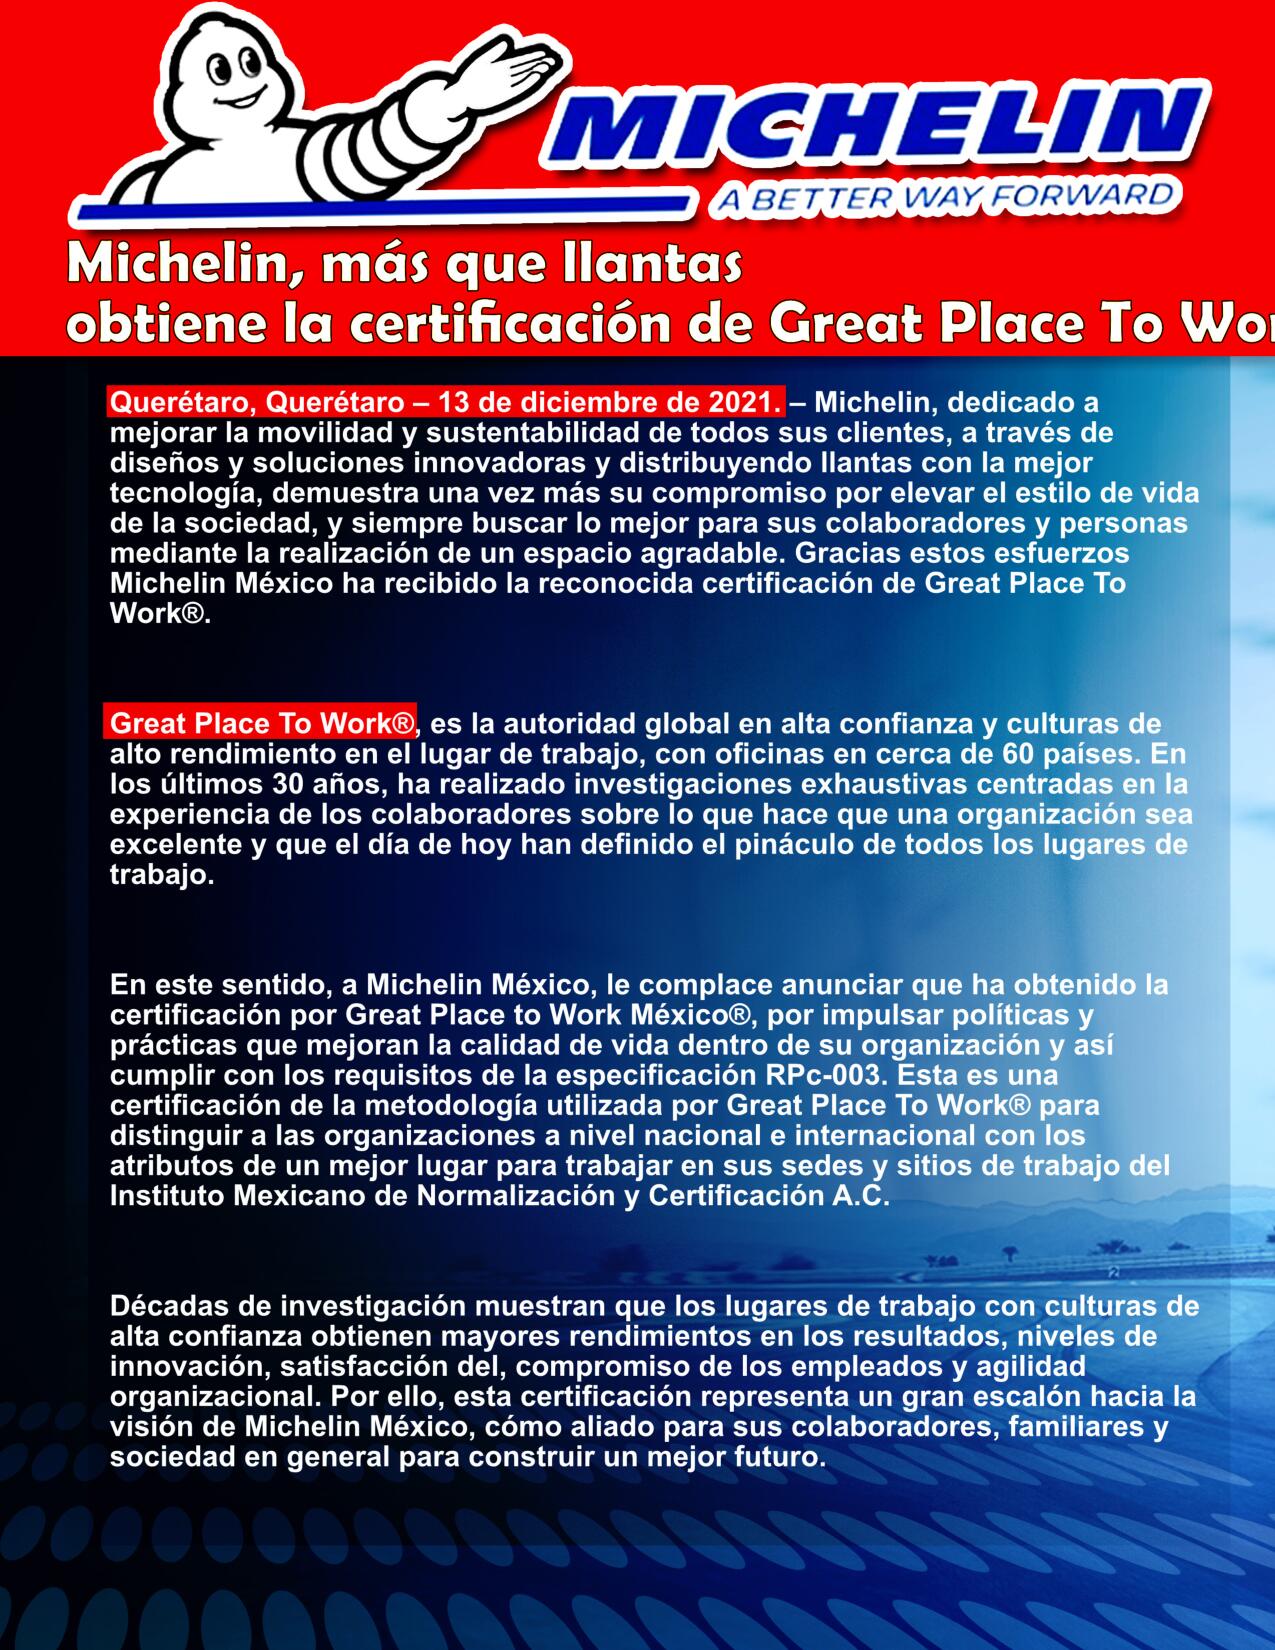 MICHELIN
A BETTER WAY FORWARD
Michelin, más que llantas
obtiene la certificación de Great Place To Wor
Querétaro, Querétaro – 13 de diciembre de 2021. – Michelin, dedicado a
mejorar la movilidad y sustentabilidad de todos sus clientes, a través de
diseños y soluciones innovadoras y distribuyendo llantas con la mejor
tecnología, demuestra una vez más su compromiso por elevar el estilo de vida
de la sociedad, y siempre buscar lo mejor para sus colaboradores y personas
mediante la realización de un espacio agradable. Gracias estos esfuerzos
Michelin México ha recibido la reconocida certificación de Great Place To
Work®.
Great Place To Work®, es la autoridad global en alta confianza y culturas de
alto rendimiento en el lugar de trabajo, con oficinas en cerca de 60 países. En
los últimos 30 años, ha realizado investigaciones exhaustivas centradas en la
experiencia de los colaboradores sobre lo que hace que una organización sea
excelente y que el día de hoy han definido el pináculo de todos los lugares de
trabajo.
En este sentido, a Michelin México, le complace anunciar que ha obtenido la
certificación por Great Place to Work México®, por impulsar políticas y
prácticas que mejoran la calidad de vida dentro de su organización y así
cumplir con los requisitos de la especificación RPc-003. Esta es una
certificación de la metodología utilizada por Great Place To Work® para
distinguir a las organizaciones a nivel nacional e internacional con los
atributos de un mejor lugar para trabajar en sus sedes y sitios de trabajo del
Instituto Mexicano de Normalización y Certificación A.C.
Décadas de investigación muestran que los lugares de trabajo con culturas de
alta confianza obtienen mayores rendimientos en los resultados, niveles de
innovación, satisfacción del, compromiso de los empleados y agilidad
organizacional. Por ello, esta certificación representa un gran escalón hacia la
visión de Michelin México, cómo aliado para sus colaboradores, familiares y
sociedad en general para construir un mejor futuro.